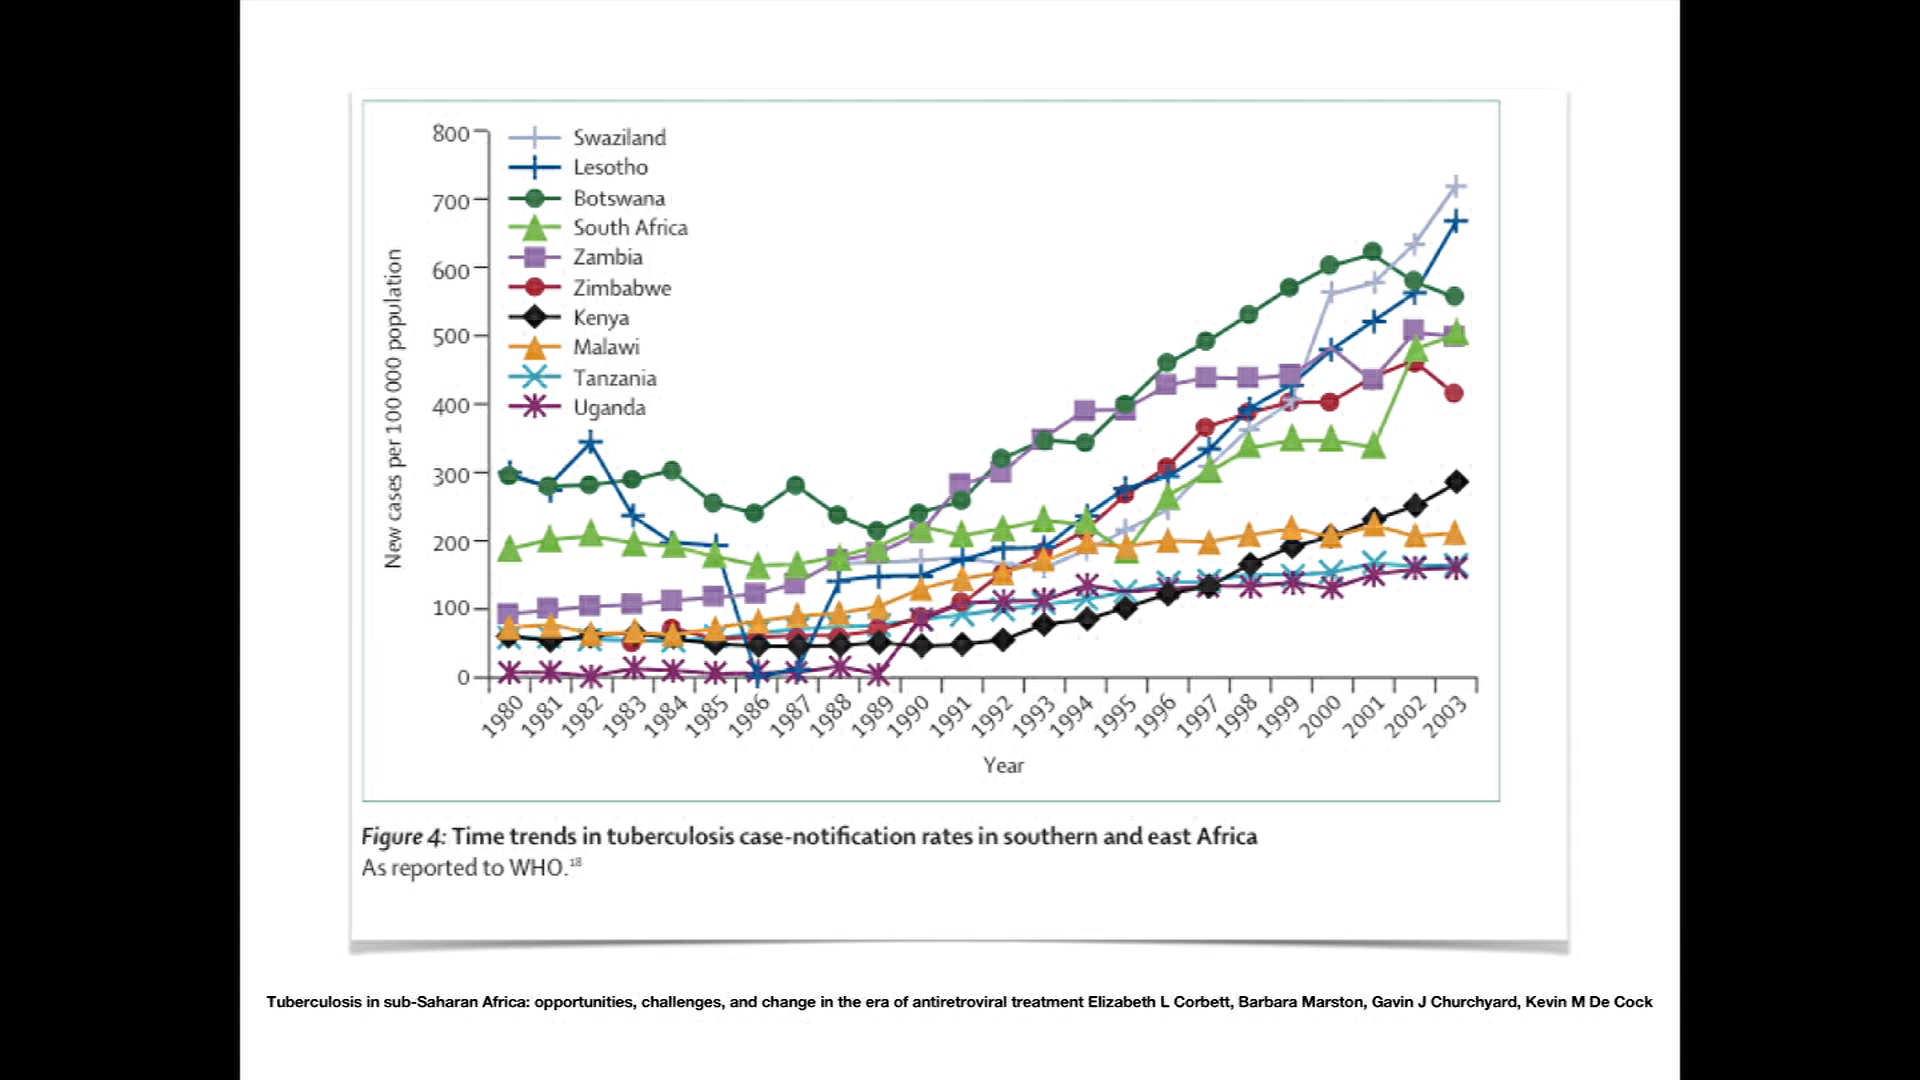 800
700
600
500
400
300
200
100
0
New cases per 100 000 population
Swaziland
Lesotho
Botswana
South Africa
Zambia
Zimbabwe
Kenya
Malawi
Tanzania
Uganda
1980 1981 1982 1983 1984 1985 1986 1987 1988 1989 1990 1991 1992 1993 1994 1995 1996 1997 1998 1999 2000 2001 2002 2003
Year
Figure 4: Time trends in tuberculosis case-notification rates in southern and east Africa
As reported to WHO.¹⁸
Tuberculosis in sub-Saharan Africa: opportunities, challenges, and change in the era of antiretroviral treatment Elizabeth L Corbett, Barbara Marston, Gavin J Churchyard, Kevin M De Cock